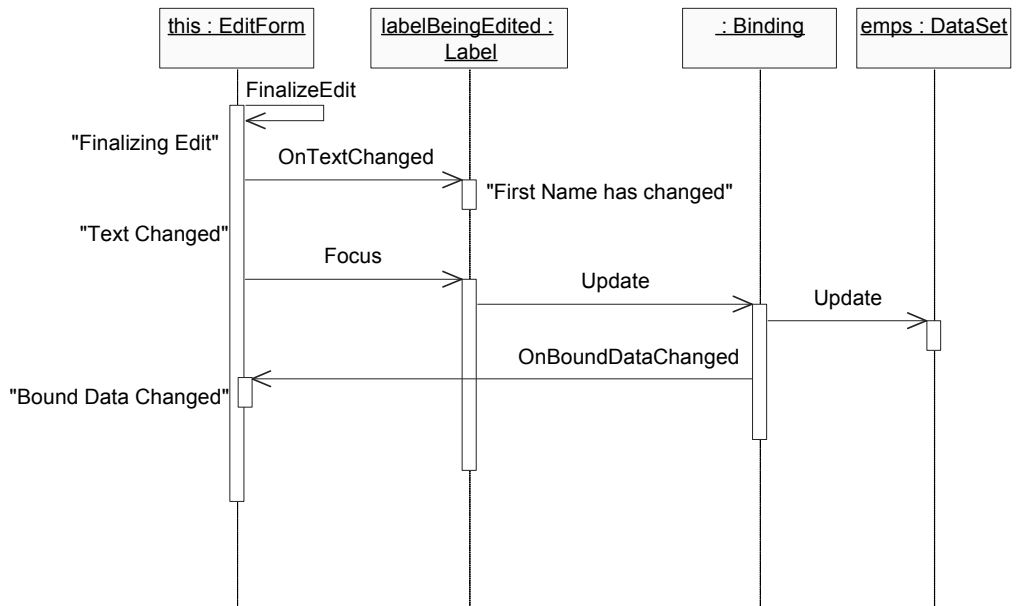 this : EditForm
labelBeingEdited :
Label
: Binding
emps : DataSet
FinalizeEdit
"Finalizing Edit"
OnTextChanged
"First Name has changed"
"Text Changed"
Focus
Update
Update
OnBoundDataChanged
"Bound Data Changed"